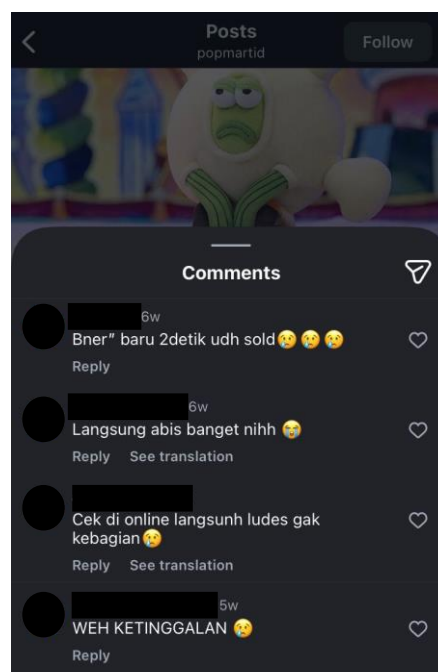 Posts
popmartid
Follow
Comments
6w
Bner" baru 2detik udh sold😢😢😢
Reply
6w
Langsung abis banget nihh 😭
Reply See translation
Cek di online langsunh ludes gak
kebagian😢
Reply See translation
5w
WEH KETINGGALAN 😢
Reply